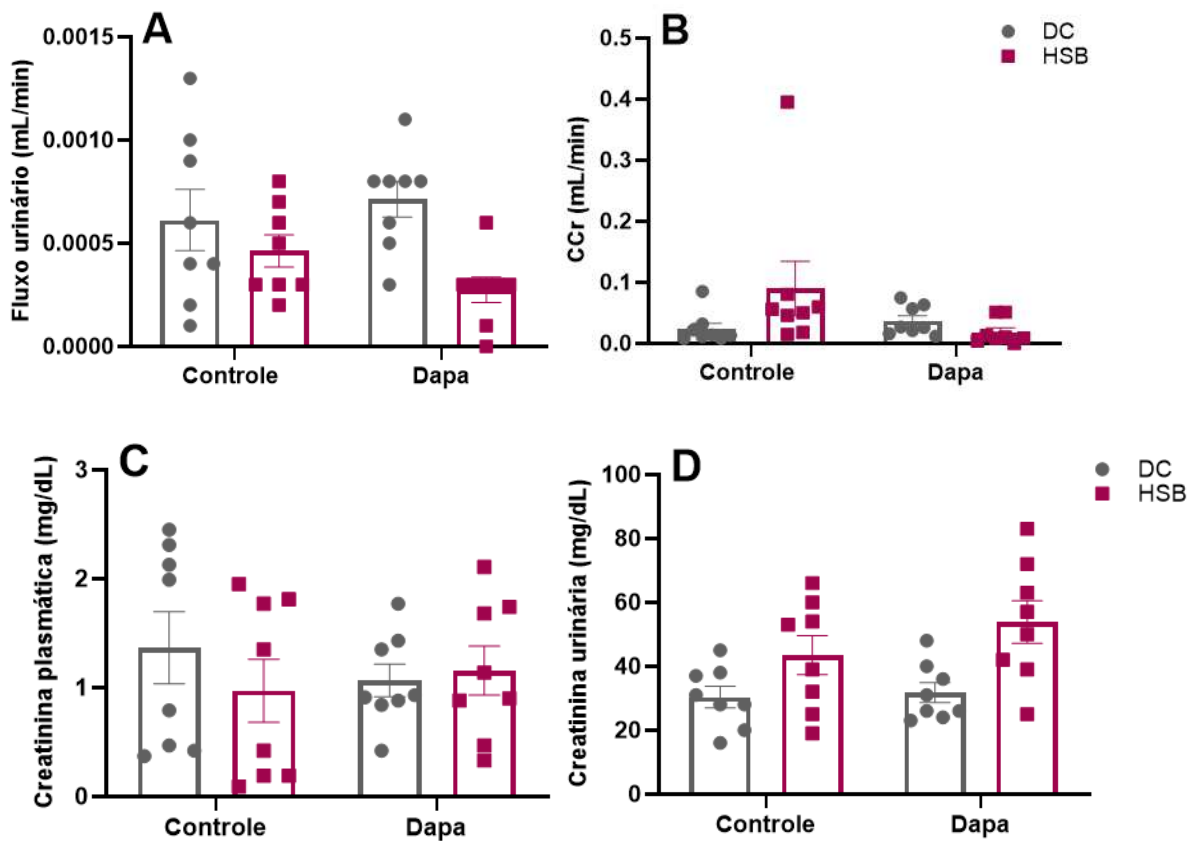 A
Fluxo urinário (mL/min)
0.0015
0.0010
0.0005
0.0000
Controle Dapa
B
DC
HSB
CCr (mL/min)
0.5
0.4
0.3
0.2
0.1
0.0
Controle Dapa
C
Creatinina plasmática (mg/dL)
3
2
1
0
Controle Dapa
D
DC
HSB
Creatinina urinária (mg/dL)
100
80
60
40
20
0
Controle Dapa